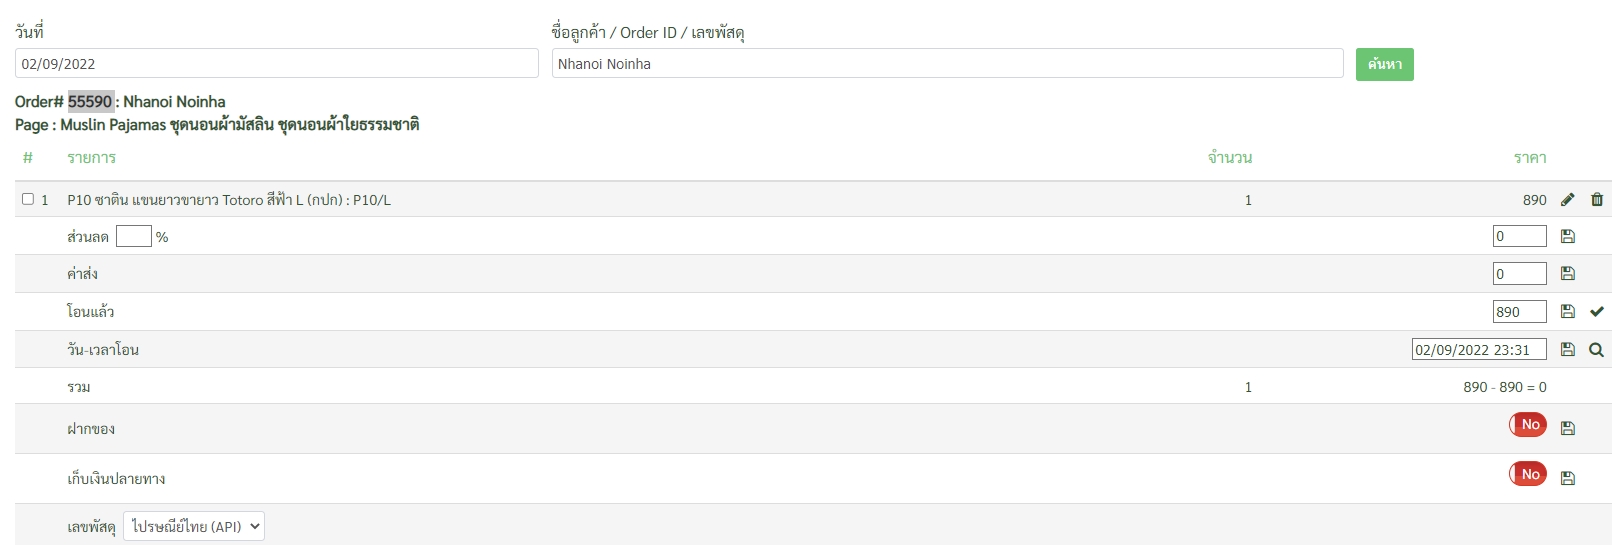 วันที่ ชื่อลูกค้า / Order ID / เลขพัสดุ
02/09/2022 Nhanoi Noinha ค้นหา
Order# 55590 : Nhanoi Noinha
Page : Muslin Pajamas ชุดนอนผ้ามัสลิน ชุดนอนผ้าใยธรรมชาติ
# รายการ จำนวน ราคา
1 P10 ซาติน แขนยาวขายาว Totoro สีฟ้า L (กปก) : P10/L 1 890
ส่วนลด % 0
ค่าส่ง 0
โอนแล้ว 890
วัน-เวลาโอน 02/09/2022 23:31
รวม 1 890 - 890 = 0
ฝากของ No
เก็บเงินปลายทาง No
เลขพัสดุ ไปรษณีย์ไทย (API)